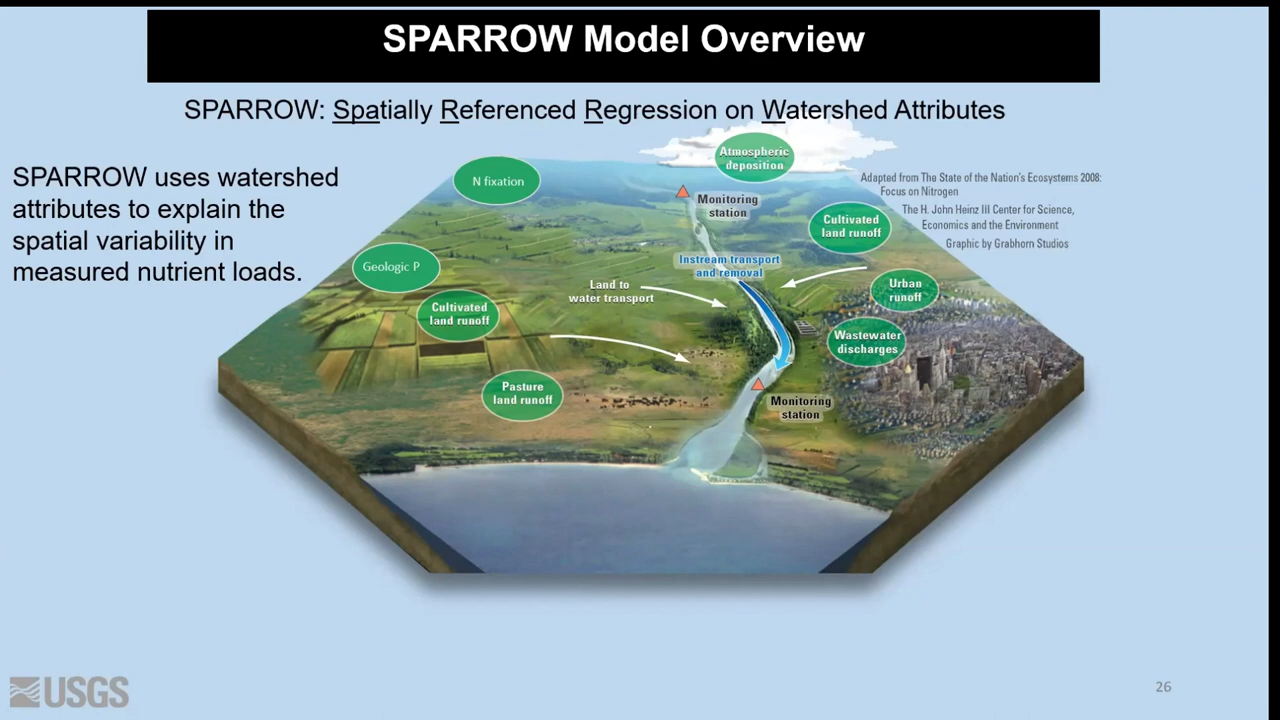 SPARROW Model Overview
SPARROW: Spatially Referenced Regression on Watershed Attributes
SPARROW uses watershed
attributes to explain the
spatial variability in
measured nutrient loads.
N fixation
Atmospheric
deposition
Monitoring
station
Adapted from The State of the Nation's Ecosystems 2008:
Focus on Nitrogen
The H. John Heinz III Center for Science,
Economics and the Environment
Graphic by Grabhorn Studios
Cultivated
land runoff
Geologic P
Instream transport
and removal
Land to
water transport
Urban
runoff
Cultivated
land runoff
Wastewater
discharges
Pasture
land runoff
Monitoring
station
USGS
26